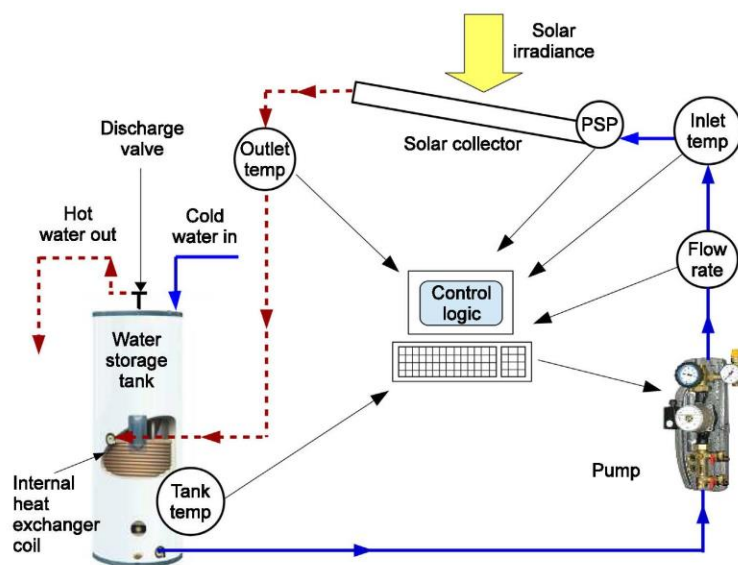 Solar
irradiance
PSP
Inlet
temp
Discharge
valve
Outlet
temp
Solar collector
Hot
water out
Cold
water in
Flow
rate
Control
logic
Water
storage
tank
Internal
heat
exchanger
coil
Tank
temp
Pump